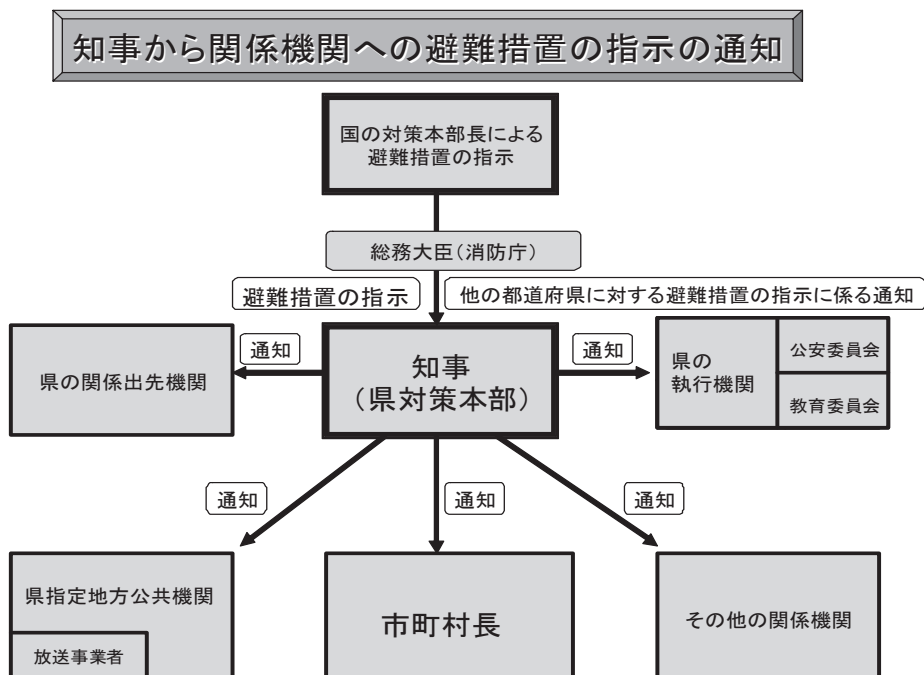 知事から関係機関への避難措置の指示の通知
国の対策本部長による
避難措置の指示
総務大臣(消防庁)
避難措置の指示
他の都道府県に対する避難措置の指示に係る通知
通知
通知
県の関係出先機関
知事
(県対策本部)
県の
執行機関
公安委員会
教育委員会
通知
通知
通知
県指定地方公共機関
放送事業者
市町村長
その他の関係機関